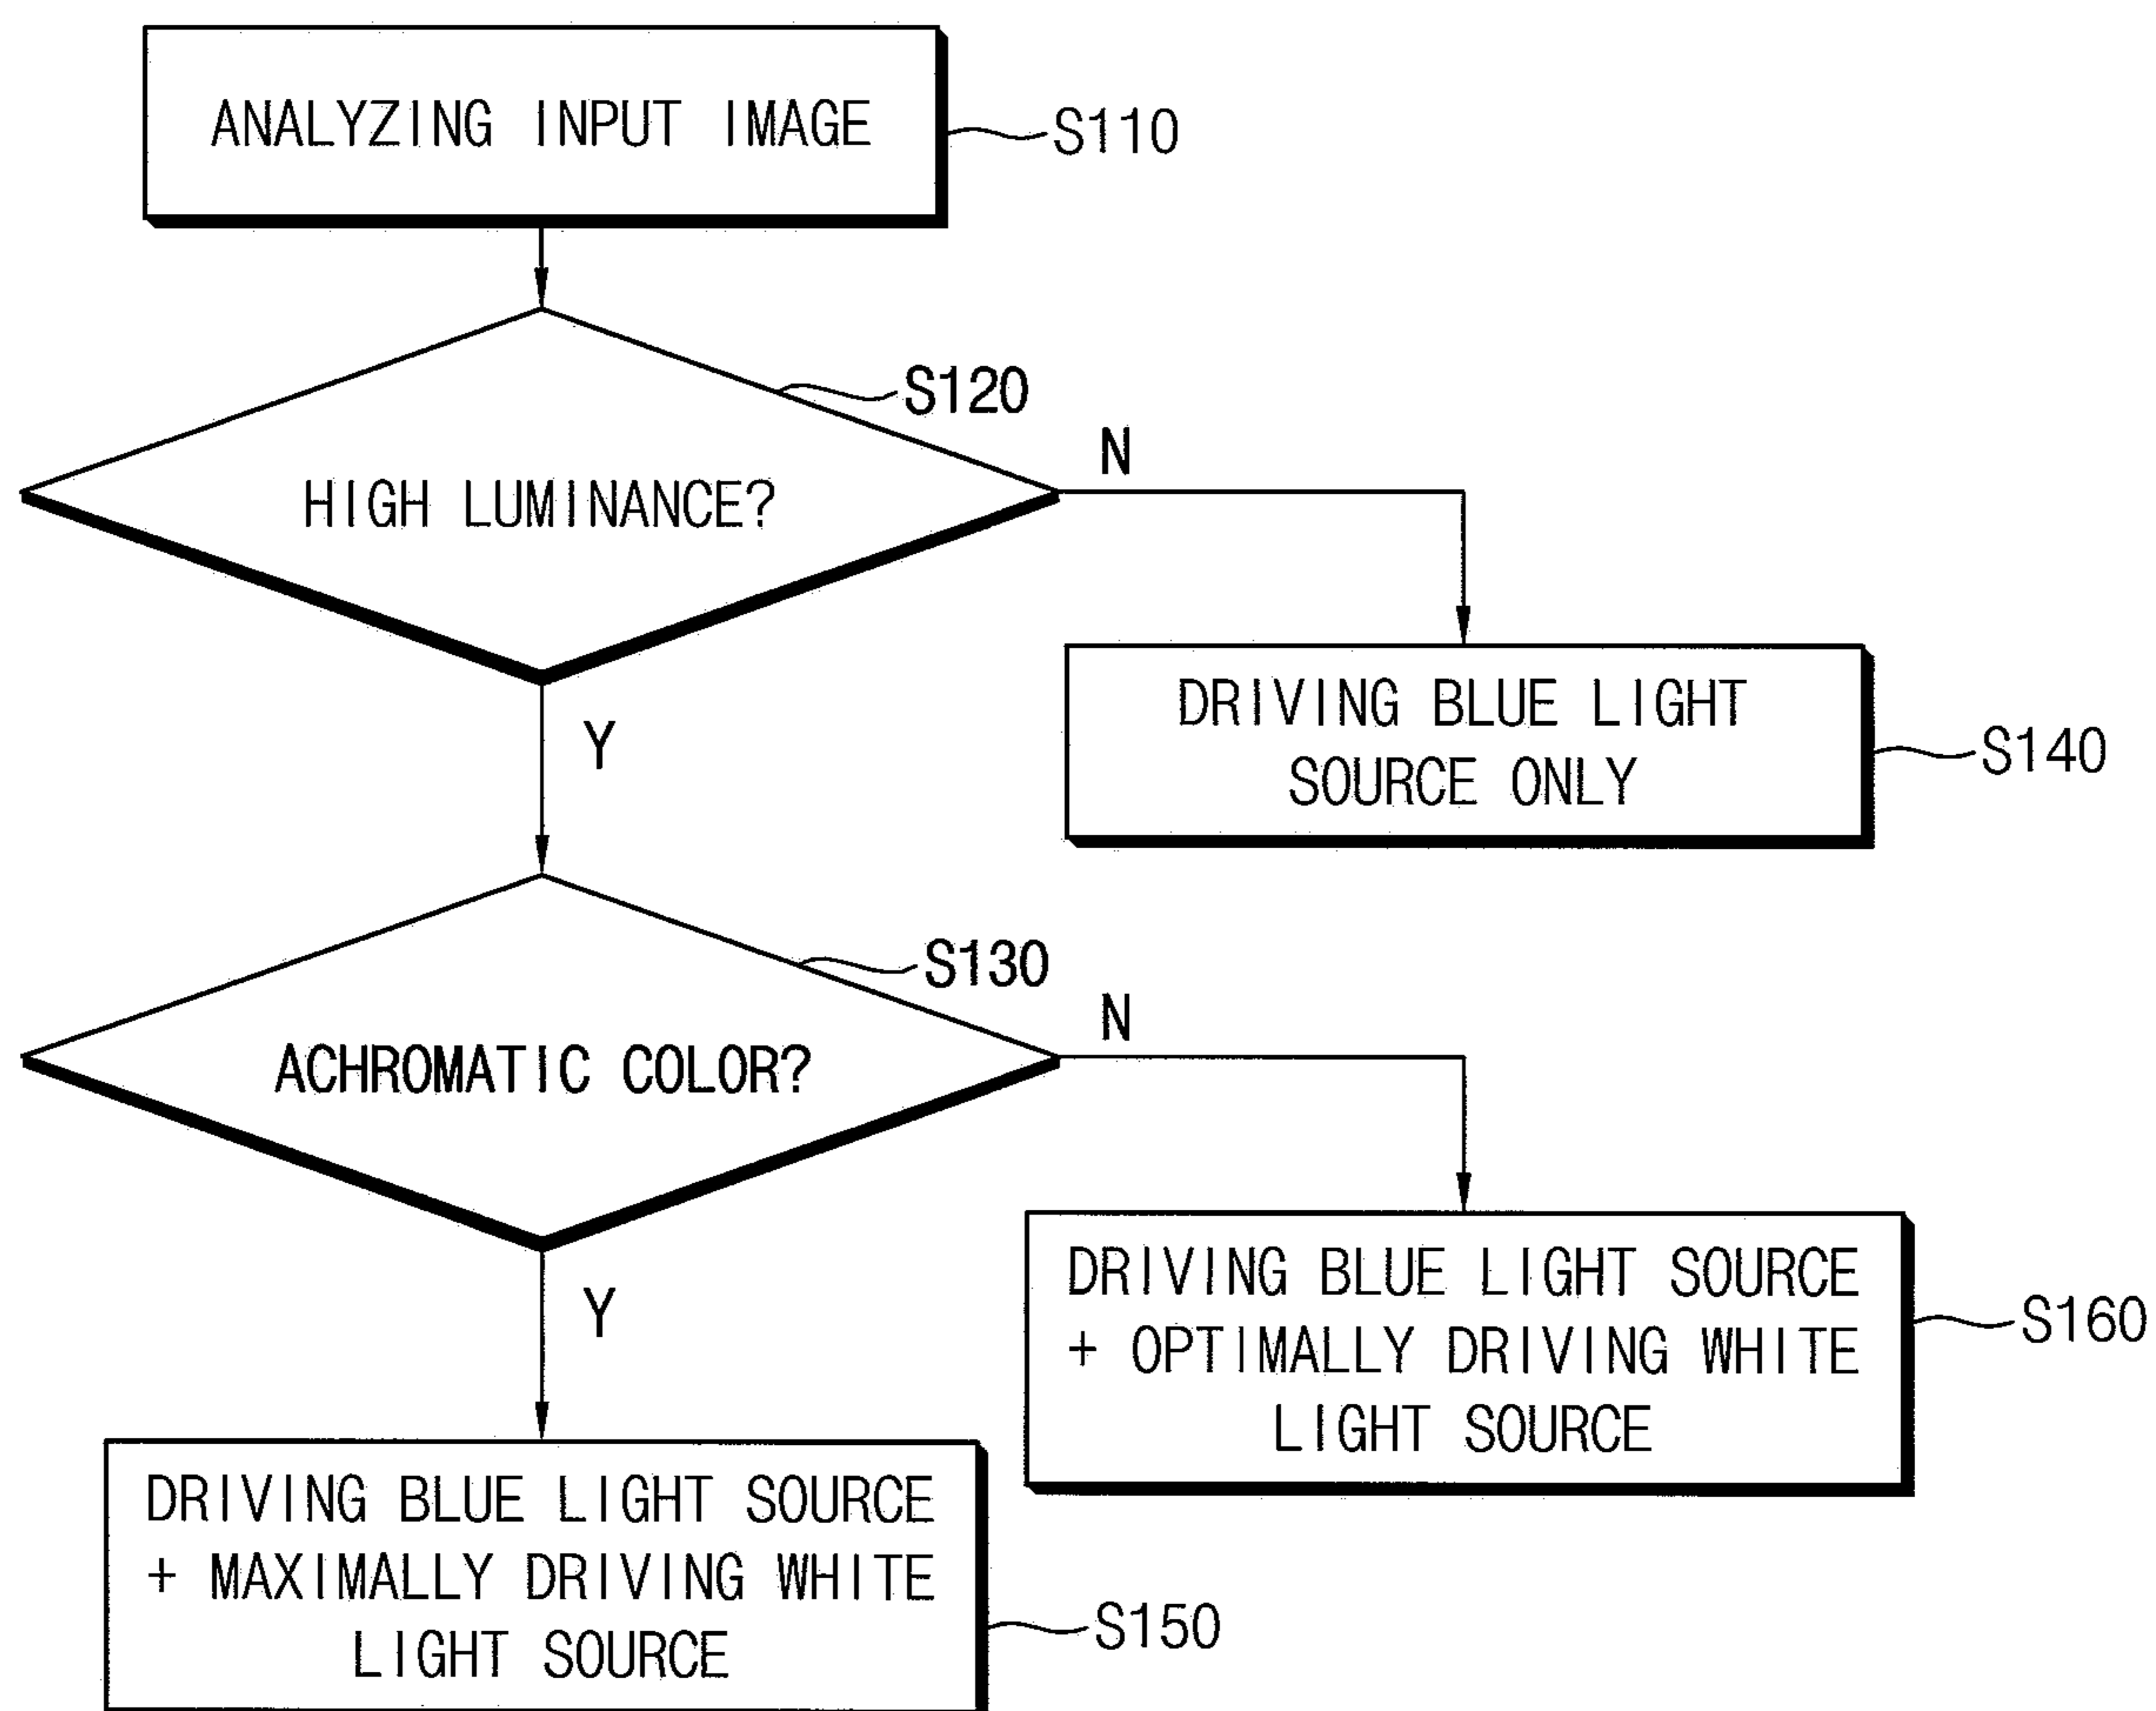 ANALYZING INPUT IMAGE
S110
S120
HIGH LUMINANCE?
N
Y
DRIVING BLUE LIGHT
SOURCE ONLY
S140
S130
ACHROMATIC COLOR?
N
Y
DRIVING BLUE LIGHT SOURCE
+ OPTIMALLY DRIVING WHITE
LIGHT SOURCE
S160
DRIVING BLUE LIGHT SOURCE
+ MAXIMALLY DRIVING WHITE
LIGHT SOURCE
S150